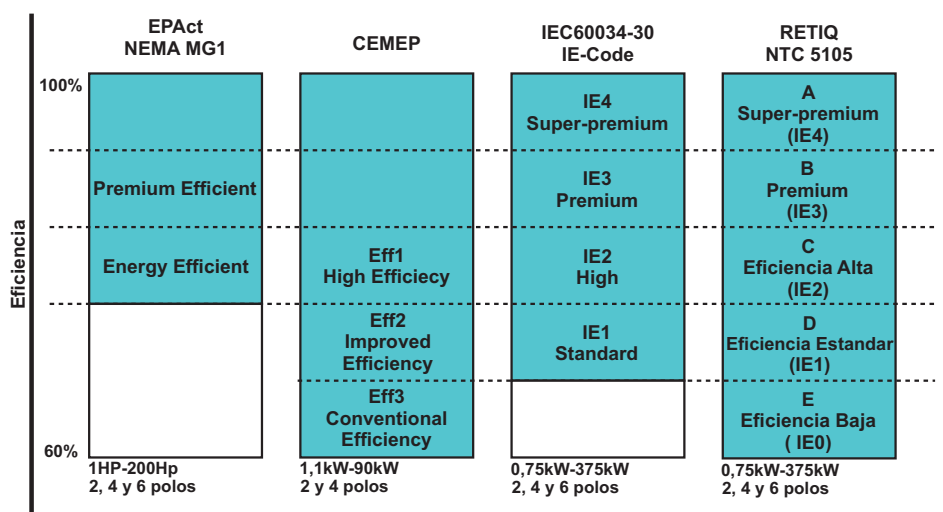 EPAct
NEMA MG1
CEMEP
IEC60034-30
IE-Code
RETIQ
NTC 5105
Eficiencia
100%
60%
Premium Efficient
Energy Efficient
1HP-200Hp
2, 4 y 6 polos
Eff1
High Efficiecy
Eff2
Improved
Efficiency
Eff3
Conventional
Efficiency
1,1kW-90kW
2 y 4 polos
IE4
Super-premium
IE3
Premium
IE2
High
IE1
Standard
0,75kW-375kW
2, 4 y 6 polos
A
Super-premium
(IE4)
B
Premium
(IE3)
C
Eficiencia Alta
(IE2)
D
Eficiencia Estandar
(IE1)
E
Eficiencia Baja
( IE0)
0,75kW-375kW
2, 4 y 6 polos